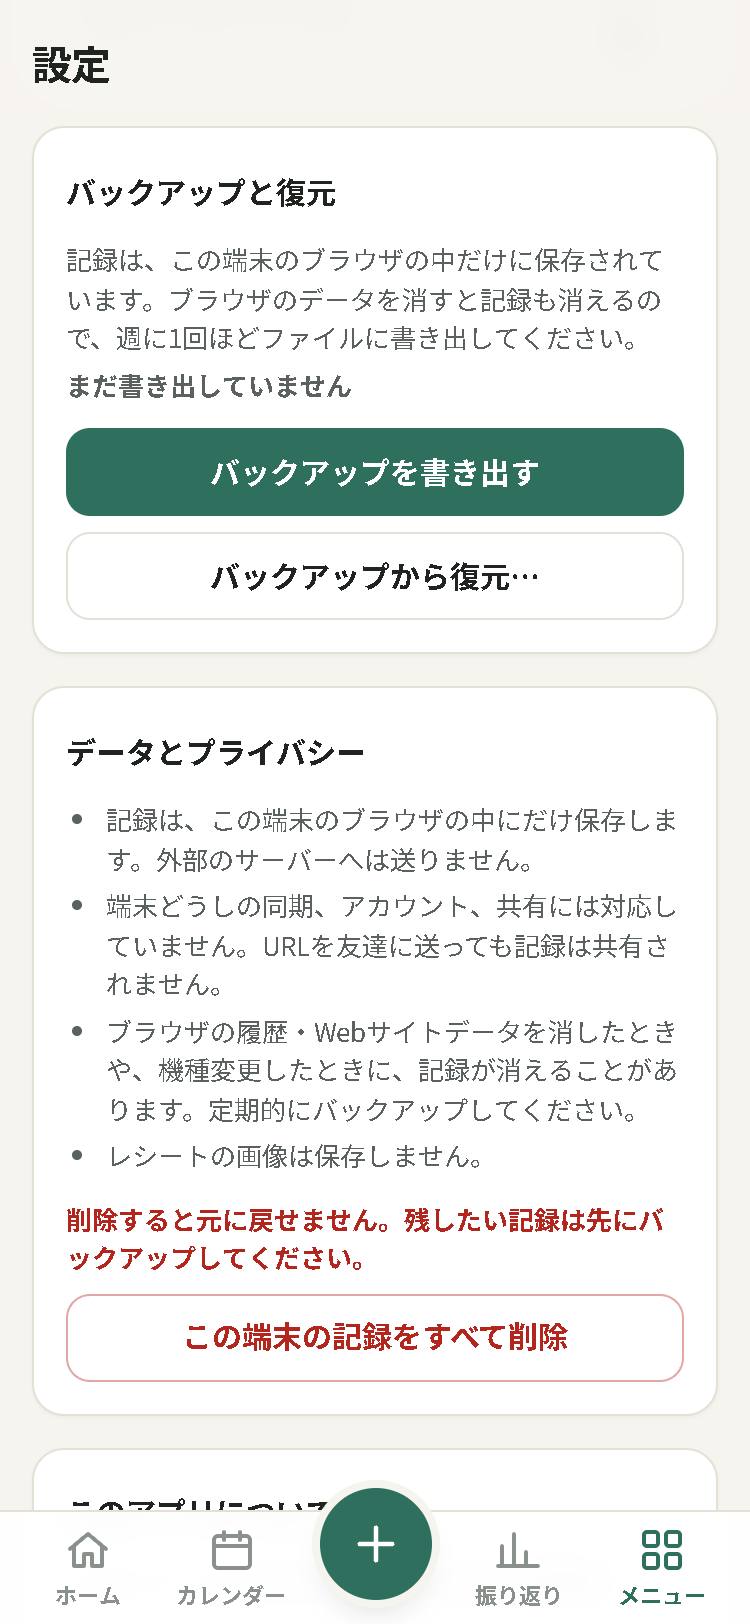 設定
バックアップと復元
記録は、この端末のブラウザの中だけに保存されて
います。ブラウザのデータを消すと記録も消えるの
で、週に1回ほどファイルに書き出してください。
まだ書き出していません
バックアップを書き出す
バックアップから復元…
データとプライバシー
記録は、この端末のブラウザの中にだけ保存しま
す。外部のサーバーへは送りません。
端末どうしの同期、アカウント、共有には対応し
ていません。URLを友達に送っても記録は共有さ
れません。
ブラウザの履歴・Webサイトデータを消したとき
や、機種変更したときに、記録が消えることがあ
ります。定期的にバックアップしてください。
レシートの画像は保存しません。
削除すると元に戻せません。残したい記録は先にバ
ックアップしてください。
この端末の記録をすべて削除
このアプリについて
ホーム
カレンダー
振り返り
メニュー